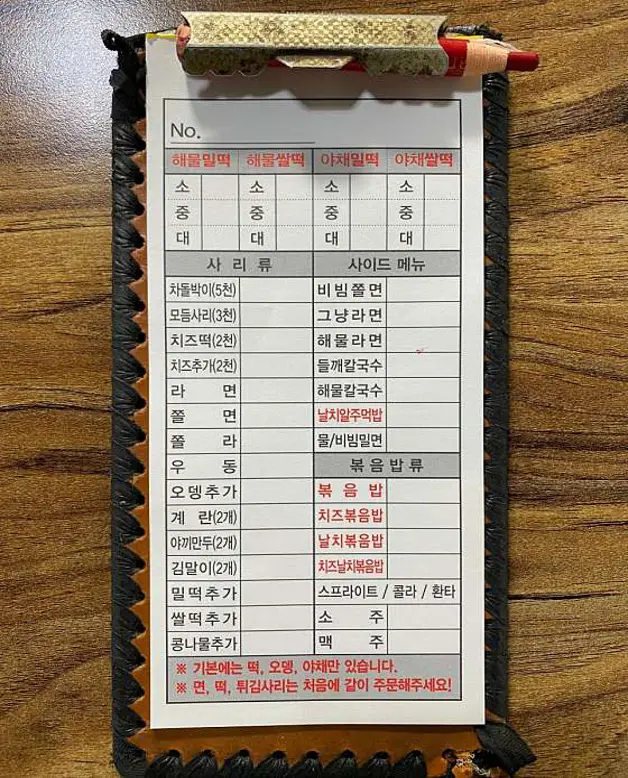 No.
해물밀떡 해물쌀떡 야채밀떡 야채쌀떡
소 소 소 소
중 중 중 중
대 대 대 대
사 리 류 사이드 메뉴
차돌박이(5천) 비빔쫄면
모듬사리(3천) 그냥라면
치즈떡(2천) 해물라면
치즈추가(2천) 들깨칼국수
라 면 해물칼국수
쫄 면 날치알주먹밥
쫄 라 물/비빔밀면
우 동 볶음밥류
오뎅추가 볶 음 밥
계 란(2개) 치즈볶음밥
야끼만두(2개) 날치볶음밥
김말이(2개) 치즈날치볶음밥
밀떡추가 스프라이트 / 콜라 / 환타
쌀떡추가 소 주
콩나물추가 맥 주
※ 기본에는 떡, 오뎅, 야채만 있습니다.
※ 면, 떡, 튀김사리는 처음에 같이 주문해주세요!